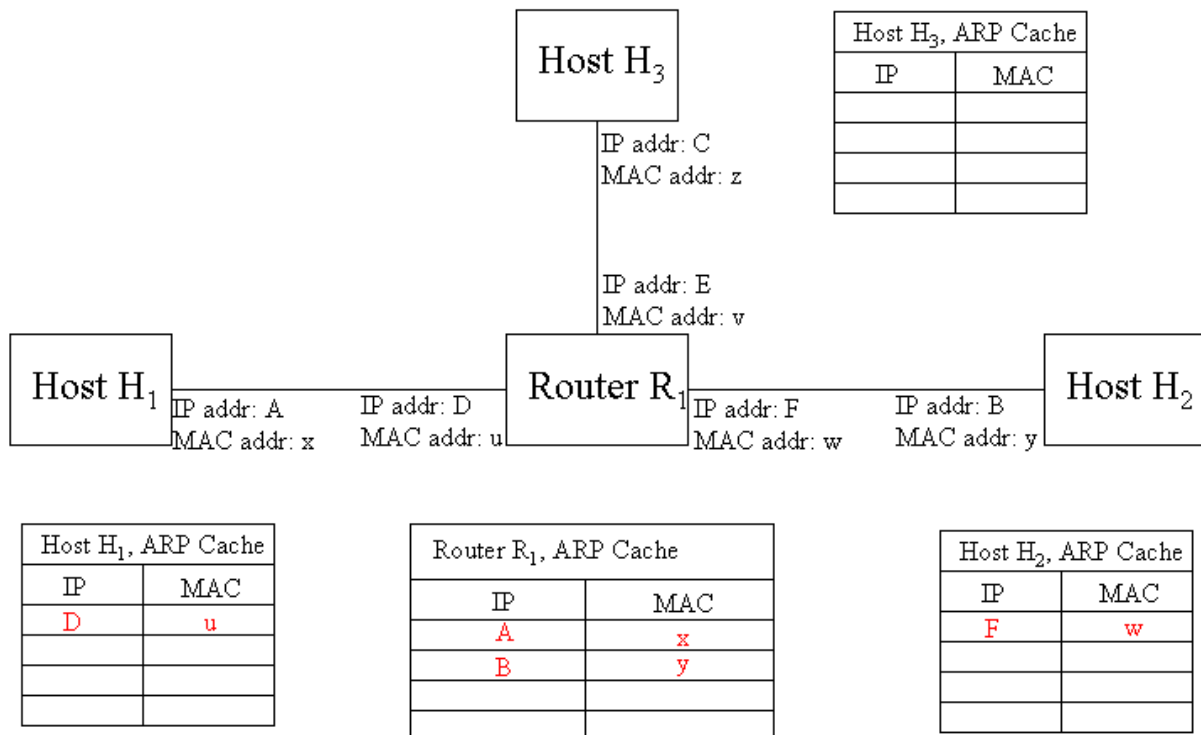 Host H3
Host H3, ARP Cache
IP MAC
IP addr: C
MAC addr: z
IP addr: E
MAC addr: v
Host H1
Router R1
Host H2
IP addr: A
MAC addr: x
IP addr: D
MAC addr: u
IP addr: F
MAC addr: w
IP addr: B
MAC addr: y
Host H1, ARP Cache
IP MAC
D u
Router R1, ARP Cache
IP MAC
A x
B y
Host H2, ARP Cache
IP MAC
F w